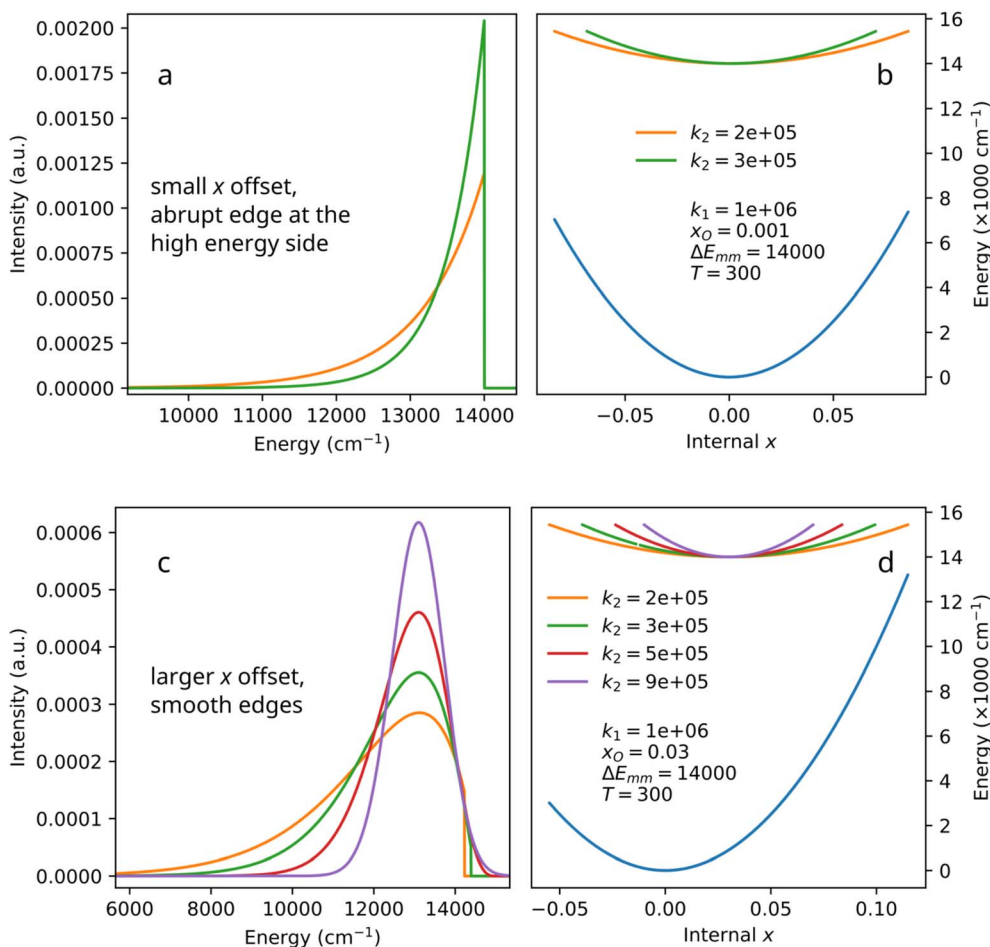 a
Intensity (a.u.)
0.00200
0.00175
0.00150
0.00125
0.00100
0.00075
0.00050
0.00025
0.00000
small x offset,
abrupt edge at the
high energy side
10000 11000 12000 13000 14000
Energy (cm⁻¹)
b
k₂ = 2e+05
k₂ = 3e+05
k₁ = 1e+06
x_O = 0.001
ΔE_mm = 14000
T = 300
16
14
12
10
8
6
4
2
0
Energy (×1000 cm⁻¹)
−0.05 0.00 0.05
Internal x
c
Intensity (a.u.)
0.0006
0.0005
0.0004
0.0003
0.0002
0.0001
0.0000
larger x offset,
smooth edges
6000 8000 10000 12000 14000
Energy (cm⁻¹)
d
k₂ = 2e+05
k₂ = 3e+05
k₂ = 5e+05
k₂ = 9e+05
k₁ = 1e+06
x_O = 0.03
ΔE_mm = 14000
T = 300
16
14
12
10
8
6
4
2
0
Energy (×1000 cm⁻¹)
−0.05 0.00 0.05 0.10
Internal x